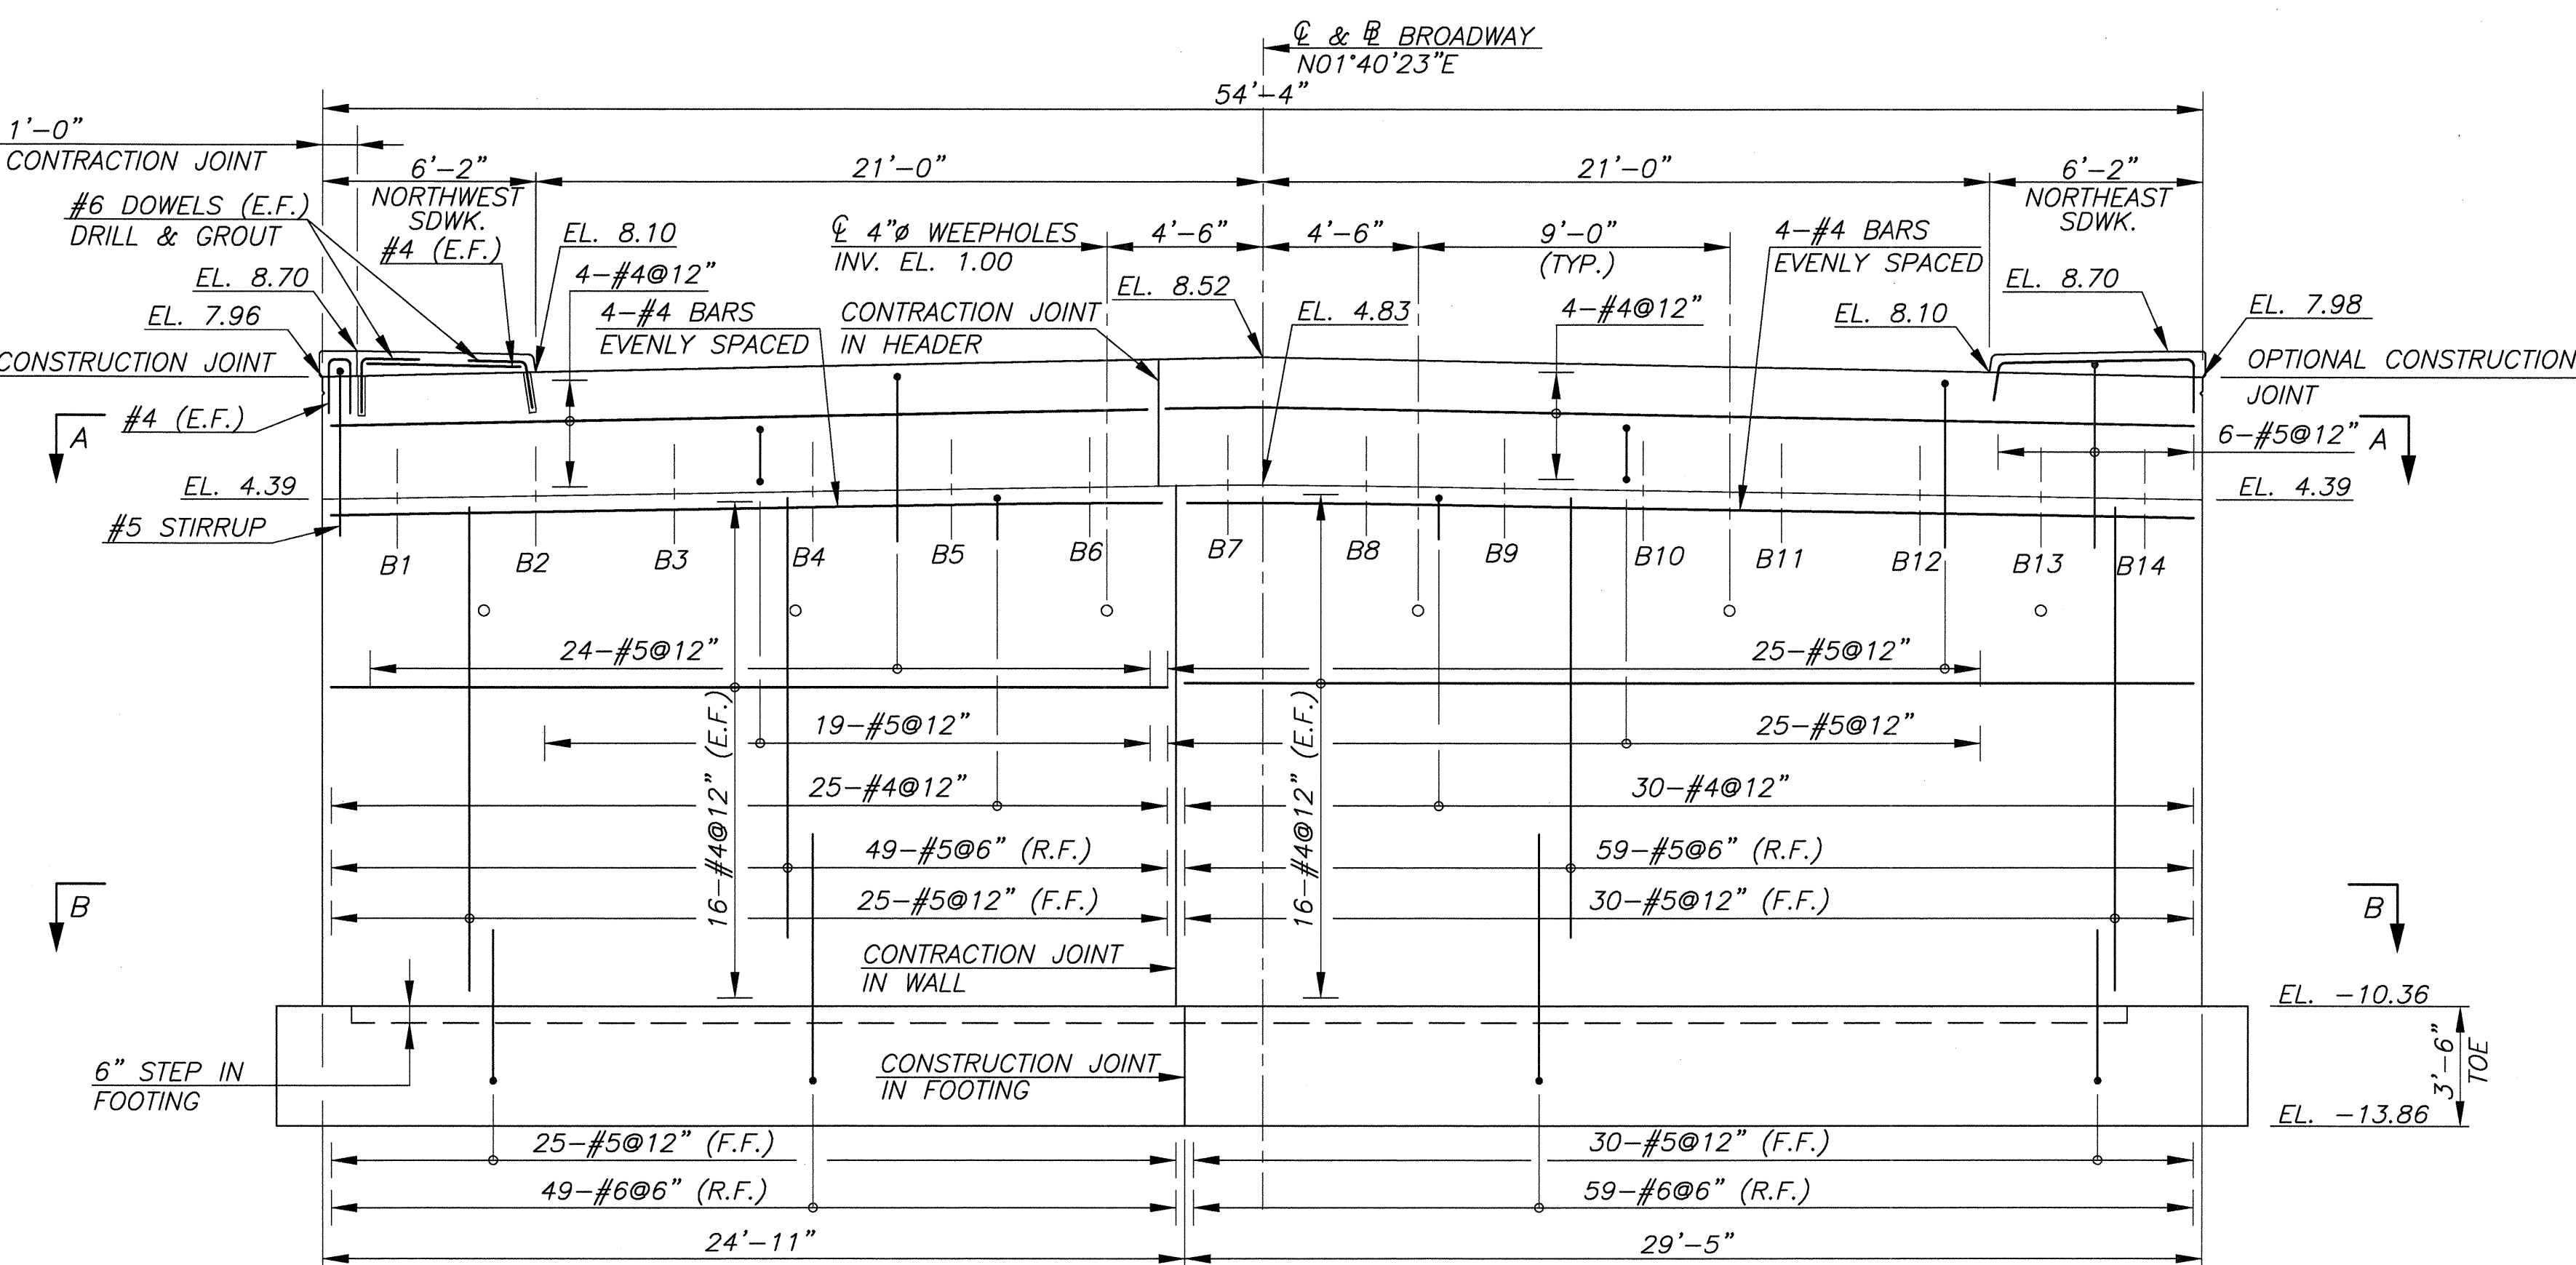 ℄ & ⅊ BROADWAY
N01°40'23"E
54'-4"
1'-0"
CONTRACTION JOINT
6'-2"
NORTHWEST
SDWK.
21'-0"
21'-0"
6'-2"
NORTHEAST
SDWK.
#6 DOWELS (E.F.)
DRILL & GROUT
#4 (E.F.)
EL. 8.10
℄ 4"ø WEEPHOLES
INV. EL. 1.00
4'-6"
4'-6"
9'-0"
(TYP.)
4-#4 BARS
EVENLY SPACED
EL. 8.70
4-#4@12"
EL. 8.52
EL. 8.70
EL. 7.96
4-#4 BARS
EVENLY SPACED
CONTRACTION JOINT
IN HEADER
EL. 4.83
4-#4@12"
EL. 8.10
EL. 7.98
CONSTRUCTION JOINT
OPTIONAL CONSTRUCTION
JOINT
#4 (E.F.)
A
6-#5@12"
A
EL. 4.39
EL. 4.39
#5 STIRRUP
B1
B2
B3
B4
B5
B6
B7
B8
B9
B10
B11
B12
B13
B14
24-#5@12"
25-#5@12"
19-#5@12"
25-#5@12"
16-#4@12" (E.F.)
16-#4@12" (E.F.)
25-#4@12"
30-#4@12"
49-#5@6" (R.F.)
59-#5@6" (R.F.)
25-#5@12" (F.F.)
30-#5@12" (F.F.)
B
B
CONTRACTION JOINT
IN WALL
EL. -10.36
3'-6"
TOE
6" STEP IN
FOOTING
CONSTRUCTION JOINT
IN FOOTING
EL. -13.86
25-#5@12" (F.F.)
30-#5@12" (F.F.)
49-#6@6" (R.F.)
59-#6@6" (R.F.)
24'-11"
29'-5"